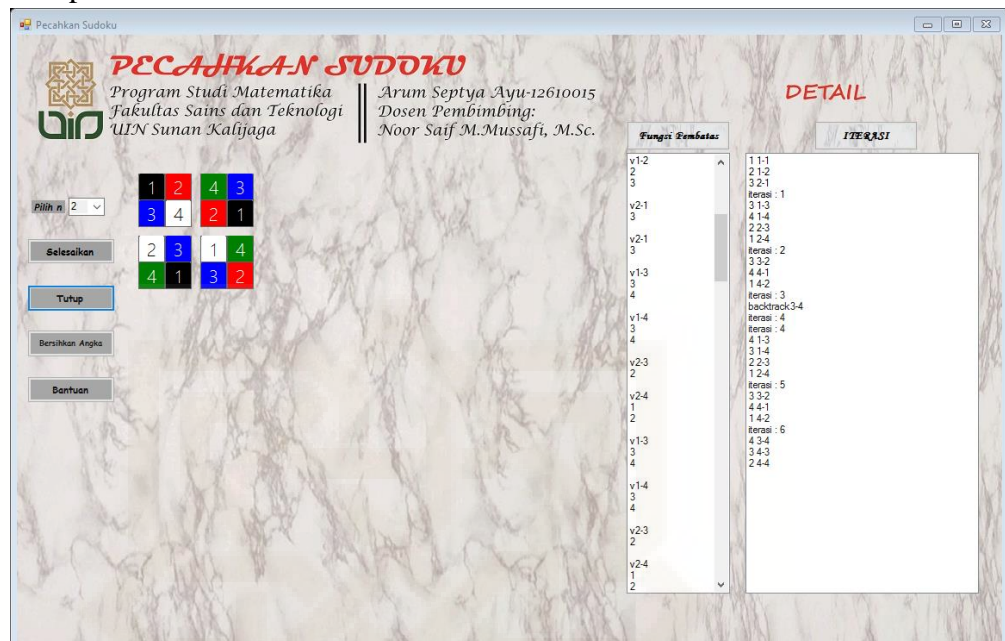 Pecahkan Sudoku
PECAHKAN SUDOKU
Program Studi Matematika
Fakultas Sains dan Teknologi
UIN Sunan Kalijaga
Arum Septya Ayu-12610015
Dosen Pembimbing:
Noor Saif M.Mussafi, M.Sc.
uin
Pilih n 2
Selesaikan
Tutup
Bersihkan Angka
Bantuan
1 2 4 3
3 4 2 1
2 3 1 4
4 1 3 2
DETAIL
Fungsi Pembatas
v1-2
2
3
v2-1
3
v2-1
3
v1-3
3
4
v1-4
3
4
v2-3
2
v2-4
1
2
v1-3
3
4
v1-4
3
4
v2-3
2
v2-4
1
2
ITERASI
1 1-1
2 1-2
3 2-1
iterasi : 1
3 1-3
4 1-4
2 2-3
1 2-4
iterasi : 2
3 3-2
4 4-1
1 4-2
iterasi : 3
backtrack3-4
iterasi : 4
iterasi : 4
4 1-3
3 1-4
2 2-3
1 2-4
iterasi : 5
3 3-2
4 4-1
1 4-2
iterasi : 6
4 3-4
3 4-3
2 4-4